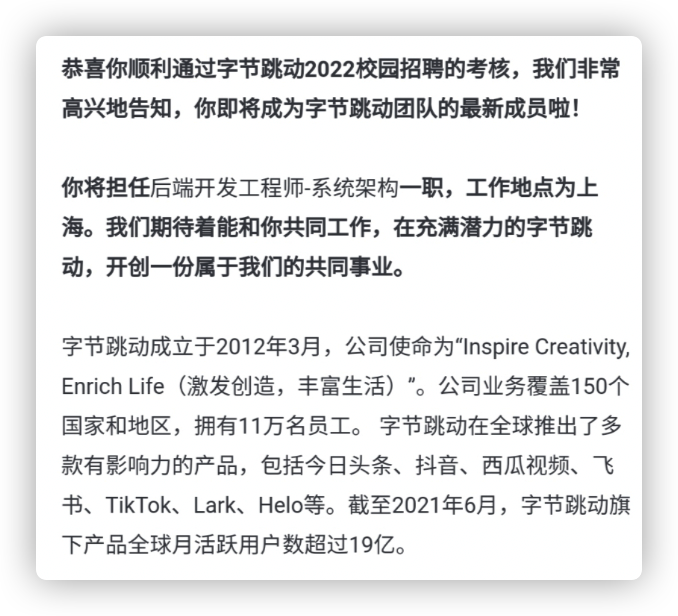 恭喜你顺利通过字节跳动2022校园招聘的考核，我们非常
高兴地告知，你即将成为字节跳动团队的最新成员啦！
你将担任后端开发工程师-系统架构一职，工作地点为上
海。我们期待着能和你共同工作，在充满潜力的字节跳
动，开创一份属于我们的共同事业。
字节跳动成立于2012年3月，公司使命为“Inspire Creativity,
Enrich Life（激发创造，丰富生活）”。公司业务覆盖150个
国家和地区，拥有11万名员工。 字节跳动在全球推出了多
款有影响力的产品，包括今日头条、抖音、西瓜视频、飞
书、TikTok、Lark、Helo等。截至2021年6月，字节跳动旗
下产品全球月活跃用户数超过19亿。